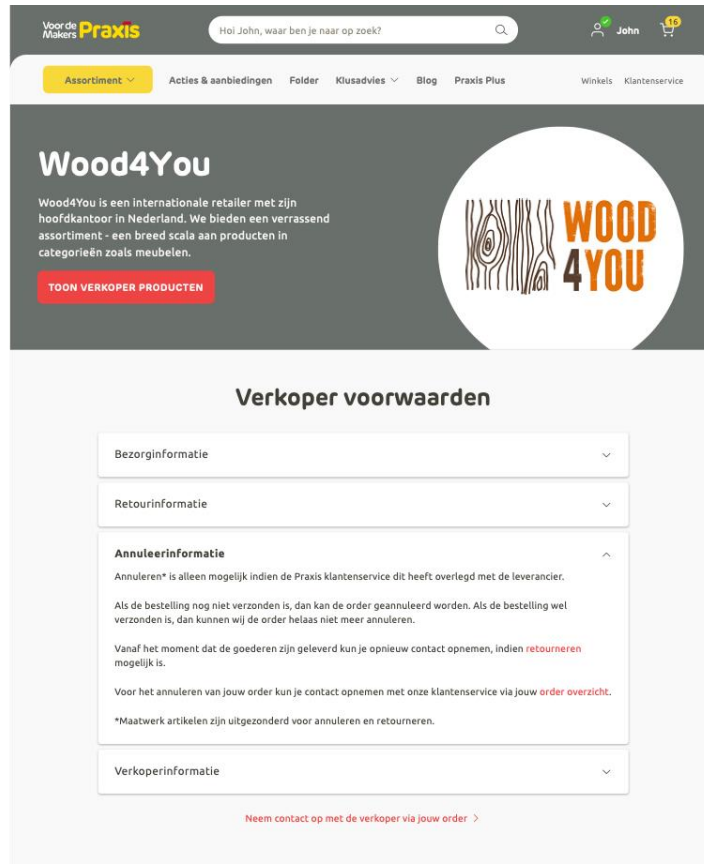 Voor de
Makers Praxis
Hoi John, waar ben je naar op zoek?
John
16
Assortiment
Acties & aanbiedingen
Folder
Klusadvies
Blog
Praxis Plus
Winkels
Klantenservice
Wood4You
Wood4You is een internationale retailer met zijn
hoofdkantoor in Nederland. We bieden een verrassend
assortiment - een breed scala aan producten in
categorieën zoals meubelen.
TOON VERKOPER PRODUCTEN
WOOD
4YOU
Verkoper voorwaarden
Bezorginformatie
Retourinformatie
Annuleerinformatie
Annuleren* is alleen mogelijk indien de Praxis klantenservice dit heeft overlegd met de leverancier.
Als de bestelling nog niet verzonden is, dan kan de order geannuleerd worden. Als de bestelling wel
verzonden is, dan kunnen wij de order helaas niet meer annuleren.
Vanaf het moment dat de goederen zijn geleverd kun je opnieuw contact opnemen, indien retourneren
mogelijk is.
Voor het annuleren van jouw order kun je contact opnemen met onze klantenservice via jouw order overzicht.
*Maatwerk artikelen zijn uitgezonderd voor annuleren en retourneren.
Verkoperinformatie
Neem contact op met de verkoper via jouw order